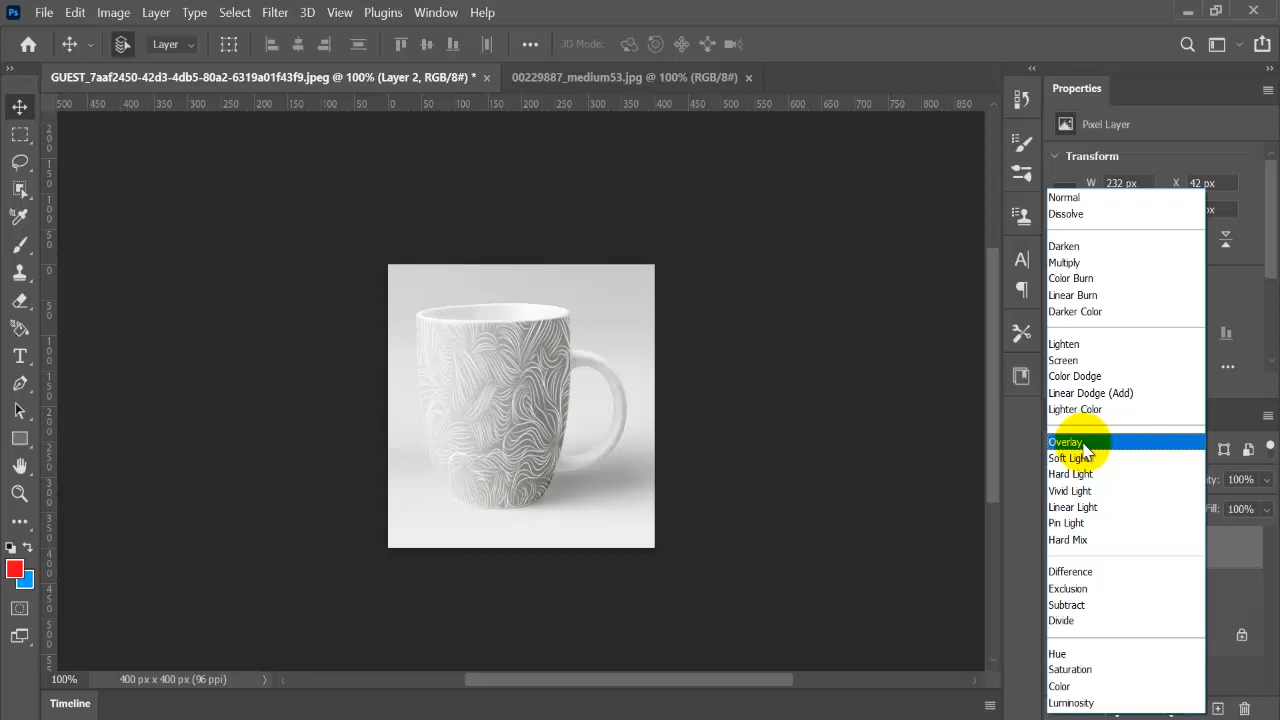 Ps File Edit Image Layer Type Select Filter 3D View Plugins Window Help
Layer 3D Mode:
GUEST_7aaf2450-42d3-4db5-80a2-6319a01f43f9.jpeg @ 100% (Layer 2, RGB/8#) * × 00229887_medium53.jpg @ 100% (RGB/8#) ×
500 450 400 350 300 250 200 150 100 50 0 50 100 150 200 250 300 350 400 450 500 550 600 650 700 750 800 850
Properties
Pixel Layer
Transform
W 232 px X 42 px
px
Normal
Dissolve
Darken
Multiply
Color Burn
Linear Burn
Darker Color
Lighten
Screen
Color Dodge
Linear Dodge (Add)
Lighter Color
Overlay
Soft Light
Hard Light
ity: 100%
Vivid Light
Linear Light
Fill: 100%
Pin Light
Hard Mix
Difference
Exclusion
Subtract
Divide
Hue
Saturation
Color
Luminosity
100% 400 px x 400 px (96 ppi)
Timeline